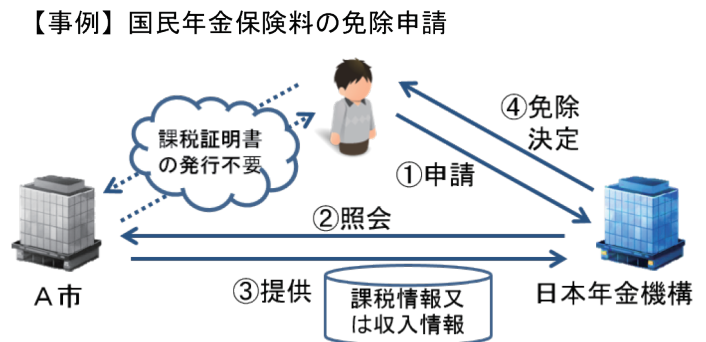 【事例】国民年金保険料の免除申請
④免除
決定
課税証明書
の発行不要
①申請
②照会
③提供
課税情報又
は収入情報
A市
日本年金機構